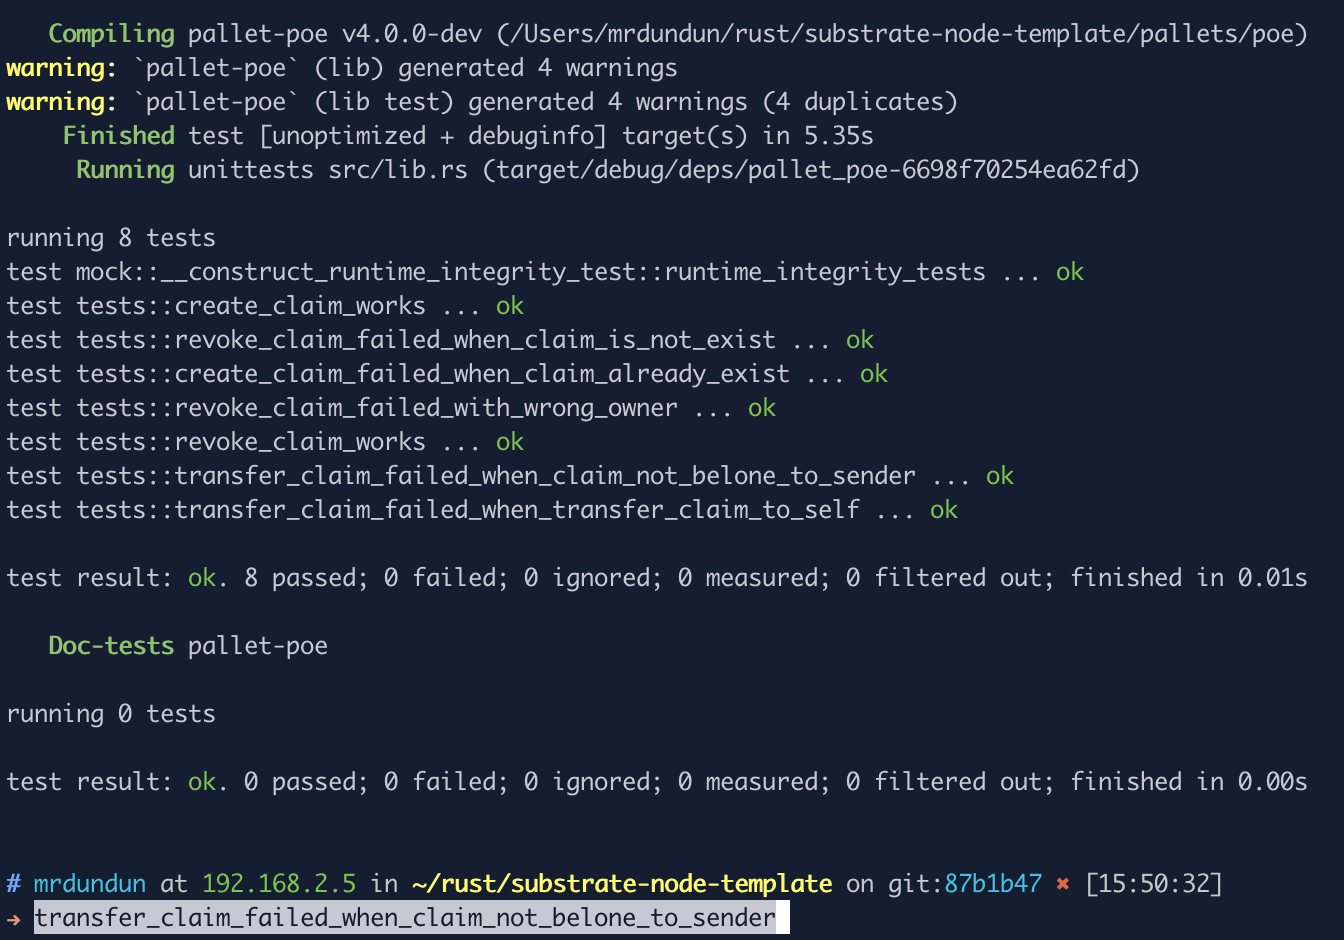 Compiling pallet-poe v4.0.0-dev (/Users/mrdundun/rust/substrate-node-template/pallets/poe)
warning: `pallet-poe` (lib) generated 4 warnings
warning: `pallet-poe` (lib test) generated 4 warnings (4 duplicates)
Finished test [unoptimized + debuginfo] target(s) in 5.35s
Running unittests src/lib.rs (target/debug/deps/pallet_poe-6698f70254ea62fd)
running 8 tests
test mock::__construct_runtime_integrity_test::runtime_integrity_tests ... ok
test tests::create_claim_works ... ok
test tests::revoke_claim_failed_when_claim_is_not_exist ... ok
test tests::create_claim_failed_when_claim_already_exist ... ok
test tests::revoke_claim_failed_with_wrong_owner ... ok
test tests::revoke_claim_works ... ok
test tests::transfer_claim_failed_when_claim_not_belone_to_sender ... ok
test tests::transfer_claim_failed_when_transfer_claim_to_self ... ok
test result: ok. 8 passed; 0 failed; 0 ignored; 0 measured; 0 filtered out; finished in 0.01s
Doc-tests pallet-poe
running 0 tests
test result: ok. 0 passed; 0 failed; 0 ignored; 0 measured; 0 filtered out; finished in 0.00s
# mrdundun at 192.168.2.5 in ~/rust/substrate-node-template on git:87b1b47 ✖ [15:50:32]
→ transfer_claim_failed_when_claim_not_belone_to_sender